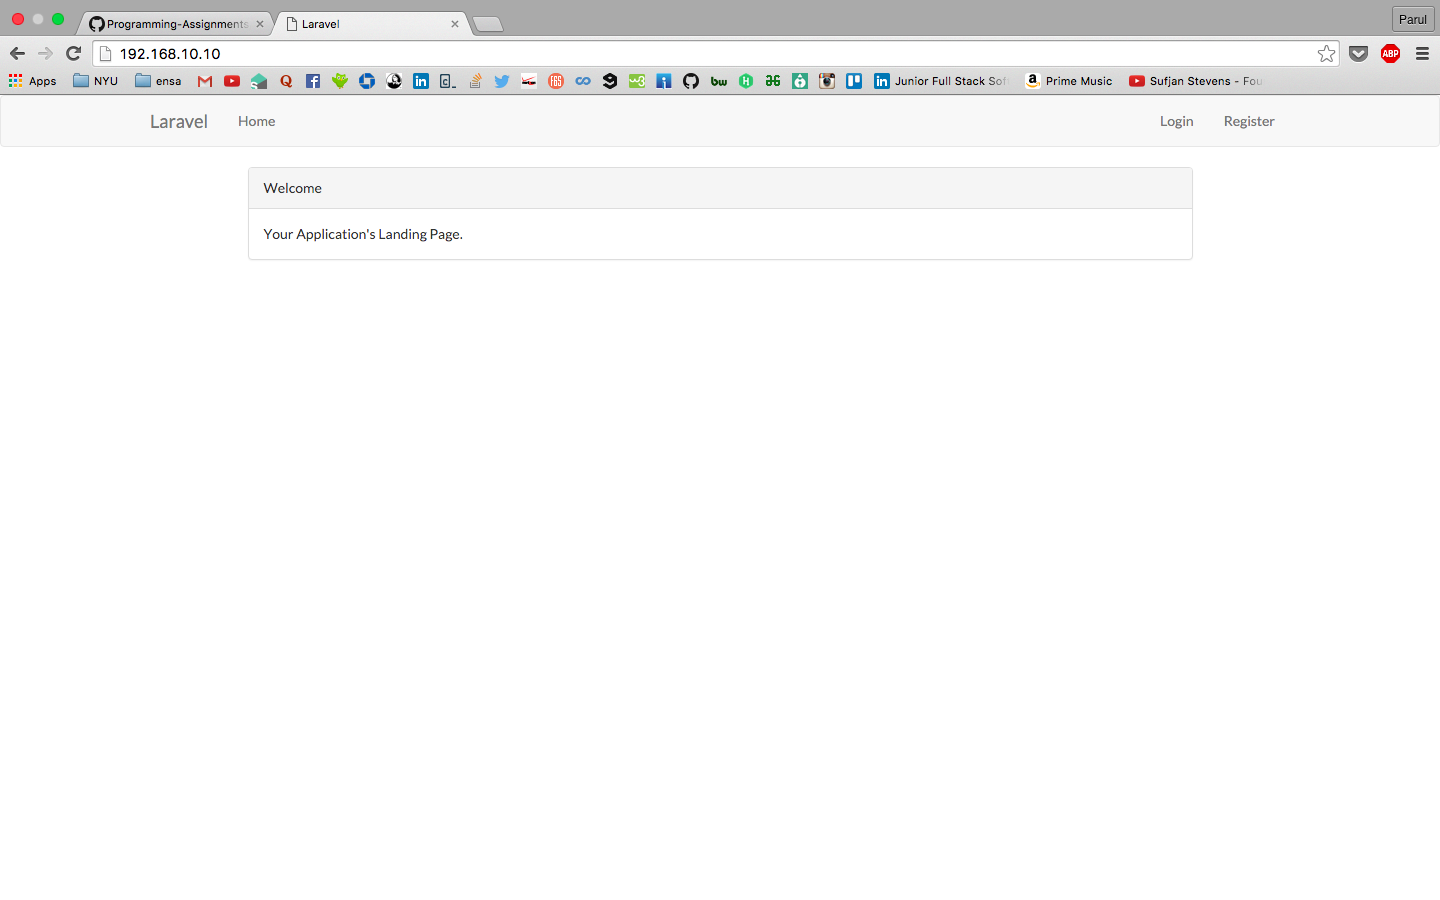 Programming-Assignments
Laravel
Parul
192.168.10.10
ABP
Apps NYU ensa Junior Full Stack Sof Prime Music Sufjan Stevens - Fou
Laravel Home Login Register
Welcome
Your Application's Landing Page.